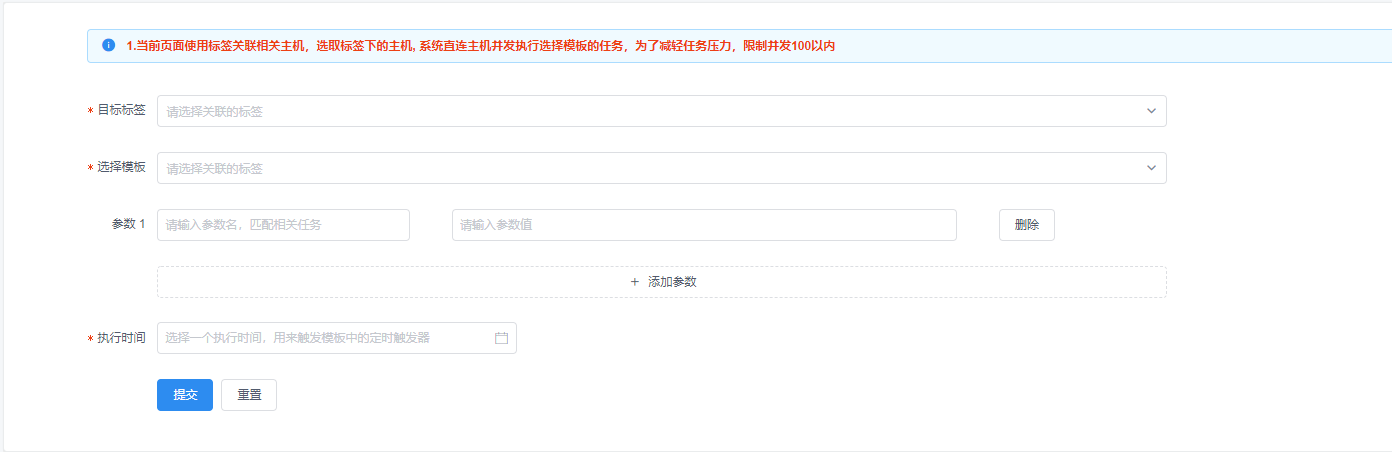 1.当前页面使用标签关联相关主机，选取标签下的主机, 系统直连主机并发执行选择模板的任务，为了减轻任务压力，限制并发100以内
* 目标标签 请选择关联的标签
* 选择模板 请选择关联的标签
参数 1 请输入参数名，匹配相关任务 请输入参数值 删除
+ 添加参数
* 执行时间 选择一个执行时间，用来触发模板中的定时触发器
提交 重置